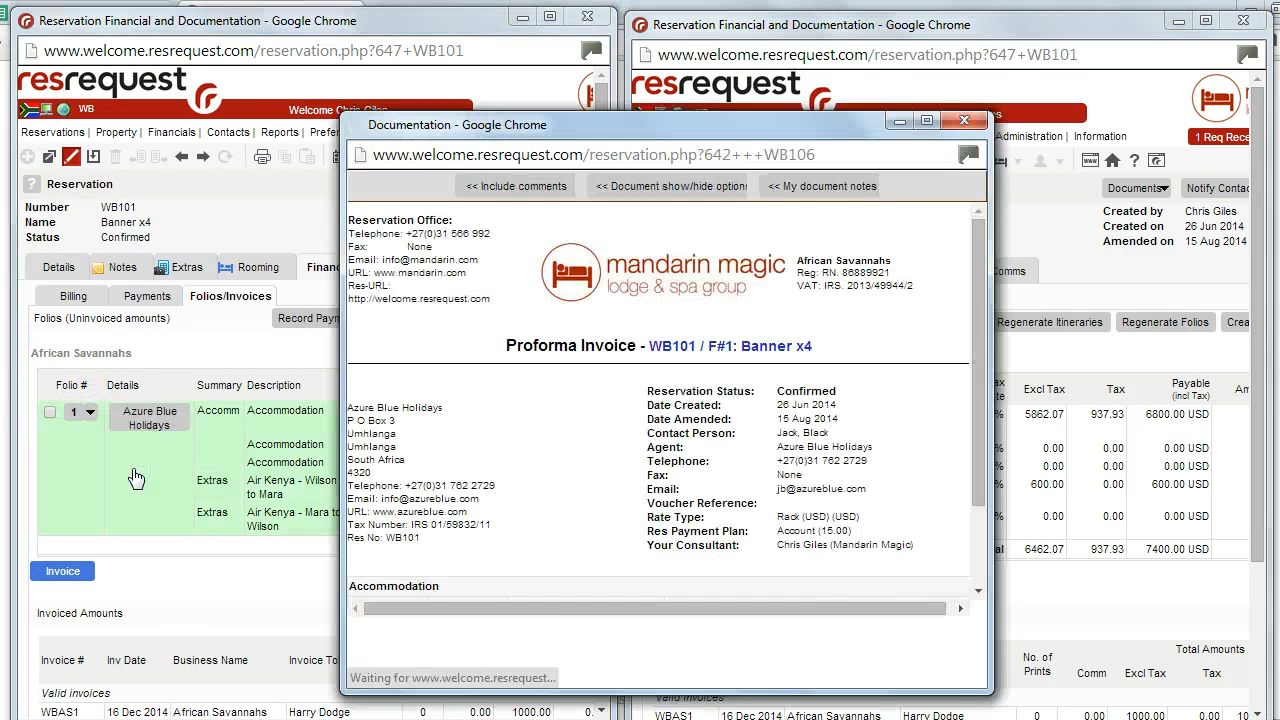 Reservation Financial and Documentation - Google Chrome
www.welcome.resrequest.com/reservation.php?647+WB101
resrequest
WB
Welcome Chris Giles
Reservations | Property | Financials | Contacts | Reports |
Reservation
Number WB101
Name Banner x4
Status Confirmed
Details Notes Extras Rooming
Billing Payments Folios/Invoices
Folios (Uninvoiced amounts)
African Savannahs
Folio # Details Summary Description
1 Azure Blue Holidays Accomm Accommodation
Accommodation
Accommodation
Extras Air Kenya - Wilson to Mara
Extras Air Kenya - Mara to Wilson
Invoice
Invoiced Amounts
Invoice # Inv Date Business Name
Valid invoices
WBAS1 16 Dec 2014 African Savannahs Harry Dodge 0 0.00 1000.00
Documentation - Google Chrome
www.welcome.resrequest.com/reservation.php?642+++WB106
<< Include comments << Document show/hide option << My document notes
Reservation Office:
Telephone: +27(0)31 566 992
Fax: None
Email: info@mandarin.com
URL: www.mandarin.com
Res-URL:
http://welcome.resrequest.com
mandarin magic
lodge & spa group
African Savannahs
Reg: RN. 86889921
VAT: IRS. 2013/49944/2
Proforma Invoice - WB101 / F#1: Banner x4
Azure Blue Holidays
P O Box 3
Umhlanga
Umhlanga
South Africa
4320
Telephone: +27(0)31 762 2729
Email: info@azureblue.com
URL: www.azureblue.com
Tax Number: IRS 01/59832/11
Res No: WB101
Reservation Status: Confirmed
Date Created: 26 Jun 2014
Date Amended: 15 Aug 2014
Contact Person: Jack, Black
Agent: Azure Blue Holidays
Telephone: +27(0)31 762 2729
Fax: None
Email: jb@azureblue.com
Voucher Reference:
Rate Type: Rack (USD) (USD)
Res Payment Plan: Account (15.00)
Your Consultant: Chris Giles (Mandarin Magic)
Accommodation
Waiting for www.welcome.resrequest...
Reservation Financial and Documentation - Google Chrome
www.welcome.resrequest.com/reservation.php?647+WB101
resrequest
Administration | Information
1 Req Rece
www
Documents Notify Contac
Created by Chris Giles
Created on 26 Jun 2014
Amended on 15 Aug 2014
Regenerate Itineraries Regenerate Folios
Excl Tax Tax Payable
(incl Tax)
5862.07 937.93 6800.00 USD
0.00 0.00 0.00 USD
0.00 0.00 0.00 USD
600.00 0.00 600.00 USD
0.00 0.00 0.00 USD
6462.07 937.93 7400.00 USD
Total Amounts
No. of Prints Comm Excl Tax Tax
Valid invoices
WBAS1 16 Dec 2014 African Savannahs Harry Dodge 0 0.00 1000.00